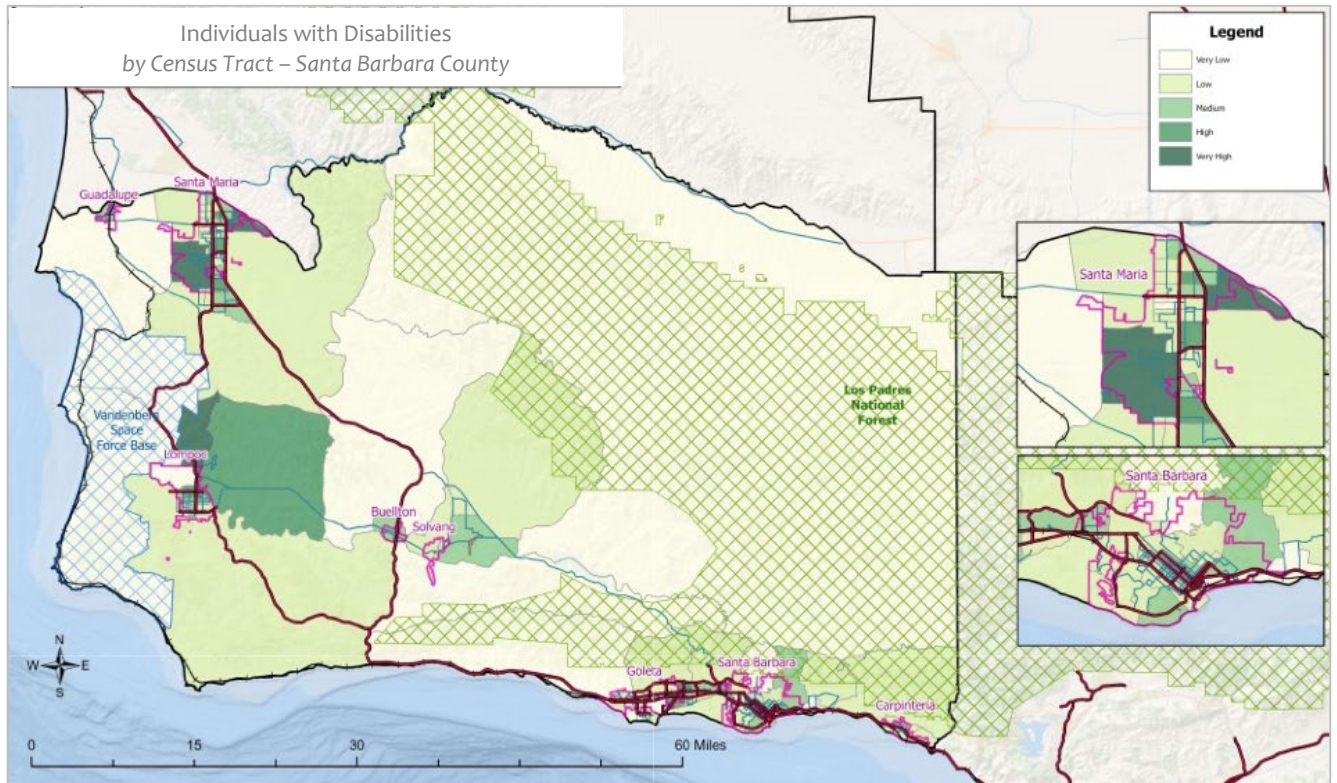 Individuals with Disabilities
by Census Tract – Santa Barbara County
Legend
Very Low
Low
Medium
High
Very High
Guadalupe
Santa Maria
Santa Maria
Los Padres
National
Forest
Vandenberg
Space
Force Base
Lompoc
Buellton
Solvang
Santa Barbara
Goleta
Santa Barbara
Carpinteria
N
W
E
S
0
15
30
60 Miles